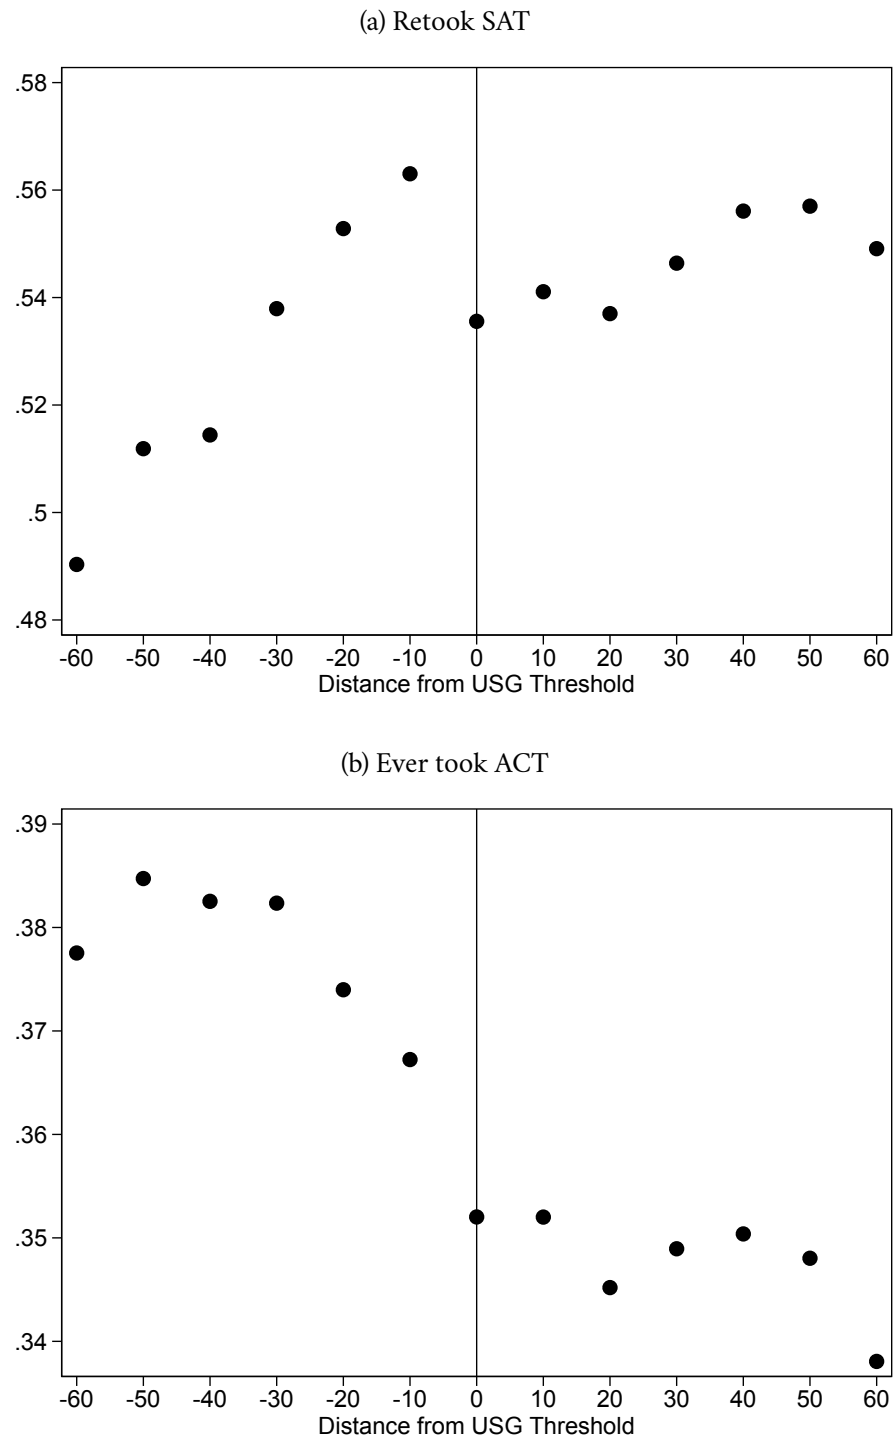 (a) Retook SAT
.58
.56
.54
.52
.5
.48
-60 -50 -40 -30 -20 -10 0 10 20 30 40 50 60
Distance from USG Threshold
(b) Ever took ACT
.39
.38
.37
.36
.35
.34
-60 -50 -40 -30 -20 -10 0 10 20 30 40 50 60
Distance from USG Threshold